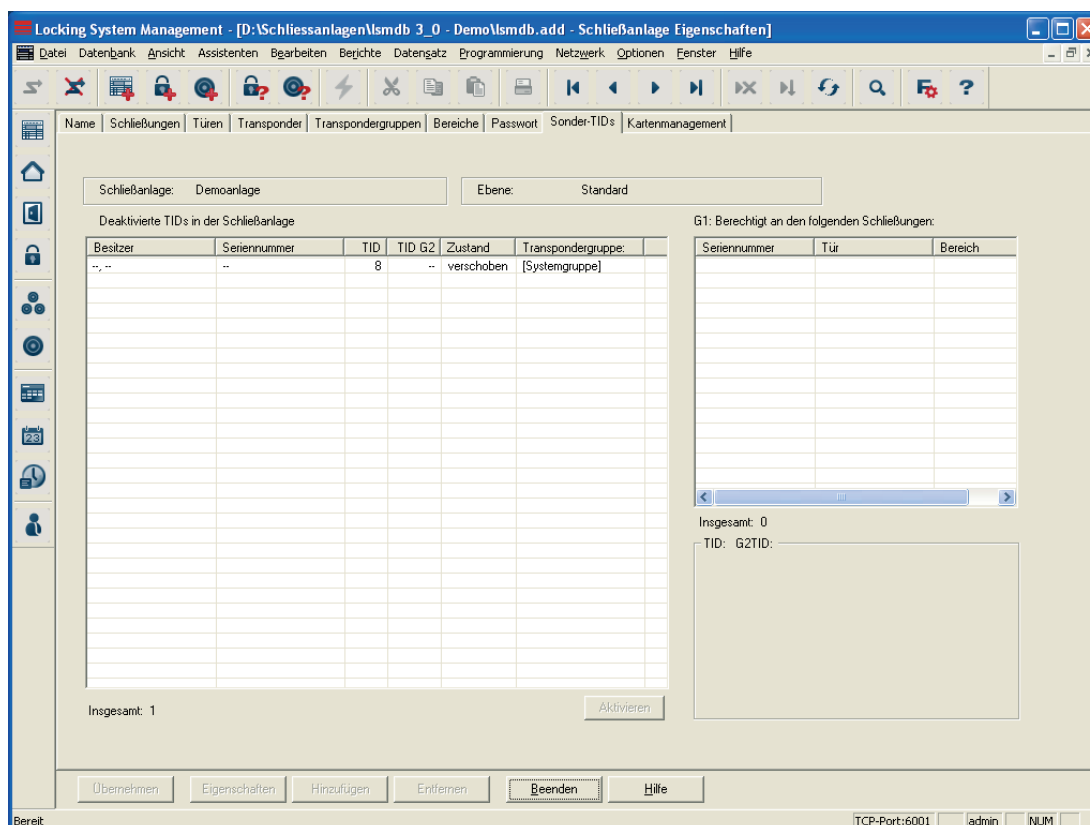 Locking System Management - [D:\Schliessanlagen\lsmdb 3_0 - Demo\lsmdb.add - Schließanlage Eigenschaften]
Datei Datenbank Ansicht Assistenten Bearbeiten Berichte Datensatz Programmierung Netzwerk Optionen Fenster Hilfe
Name Schließungen Türen Transponder Transpondergruppen Bereiche Passwort Sonder-TIDs Kartenmanagement
Schließanlage: Demoanlage Ebene: Standard
Deaktivierte TIDs in der Schließanlage G1: Berechtigt an den folgenden Schließungen:
Besitzer Seriennummer TID TID G2 Zustand Transpondergruppe: Seriennummer Tür Bereich
--, -- -- 8 -- verschoben [Systemgruppe]
23
Insgesamt: 0
TID: G2TID:
Insgesamt: 1 Aktivieren
Übernehmen Eigenschaften Hinzufügen Entfernen Beenden Hilfe
Bereit TCP-Port:6001 admin NUM